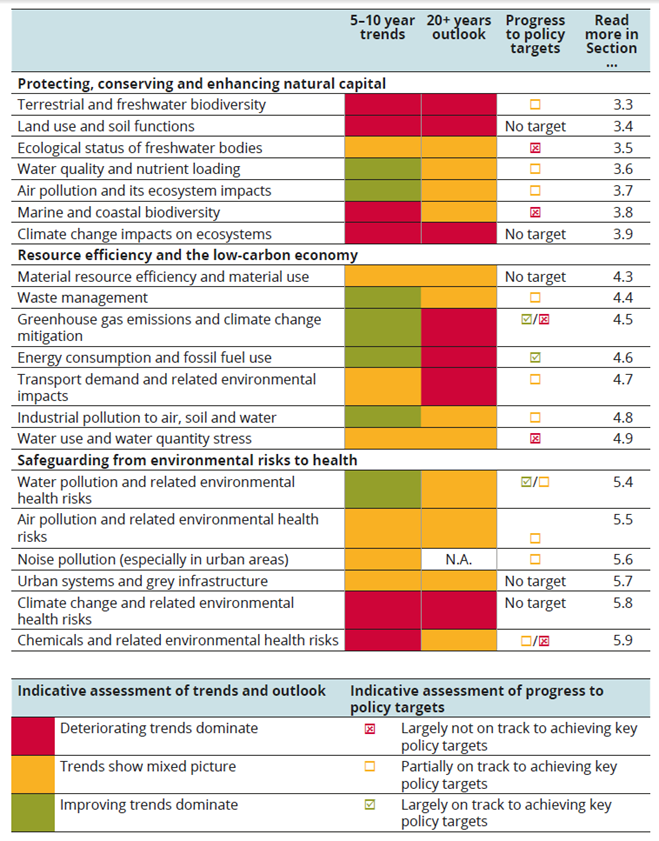 5–10 year trends
20+ years outlook
Progress to policy targets
Read more in Section ...
Protecting, conserving and enhancing natural capital
Terrestrial and freshwater biodiversity 3.3
Land use and soil functions No target 3.4
Ecological status of freshwater bodies 3.5
Water quality and nutrient loading 3.6
Air pollution and its ecosystem impacts 3.7
Marine and coastal biodiversity 3.8
Climate change impacts on ecosystems No target 3.9
Resource efficiency and the low-carbon economy
Material resource efficiency and material use No target 4.3
Waste management 4.4
Greenhouse gas emissions and climate change / 4.5
mitigation
Energy consumption and fossil fuel use 4.6
Transport demand and related environmental 4.7
impacts
Industrial pollution to air, soil and water 4.8
Water use and water quantity stress 4.9
Safeguarding from environmental risks to health
Water pollution and related environmental / 5.4
health risks
Air pollution and related environmental health 5.5
risks
Noise pollution (especially in urban areas) N.A. 5.6
Urban systems and grey infrastructure No target 5.7
Climate change and related environmental No target 5.8
health risks
Chemicals and related environmental health risks / 5.9
Indicative assessment of trends and outlook
Indicative assessment of progress to
policy targets
Deteriorating trends dominate
Largely not on track to achieving key
policy targets
Trends show mixed picture
Partially on track to achieving key
policy targets
Improving trends dominate
Largely on track to achieving key
policy targets